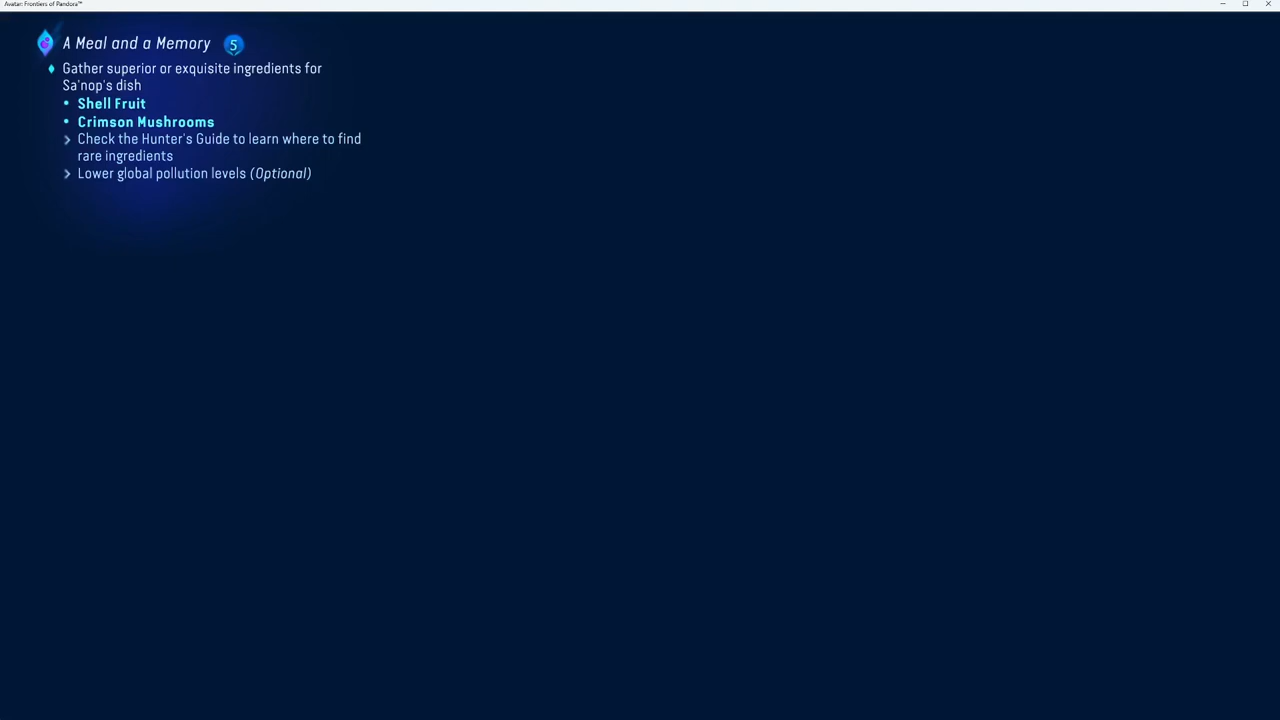 Avatar: Frontiers of Pandora™
A Meal and a Memory 5
Gather superior or exquisite ingredients for
Sa'nop's dish
• Shell Fruit
• Crimson Mushrooms
Check the Hunter's Guide to learn where to find
rare ingredients
Lower global pollution levels (Optional)